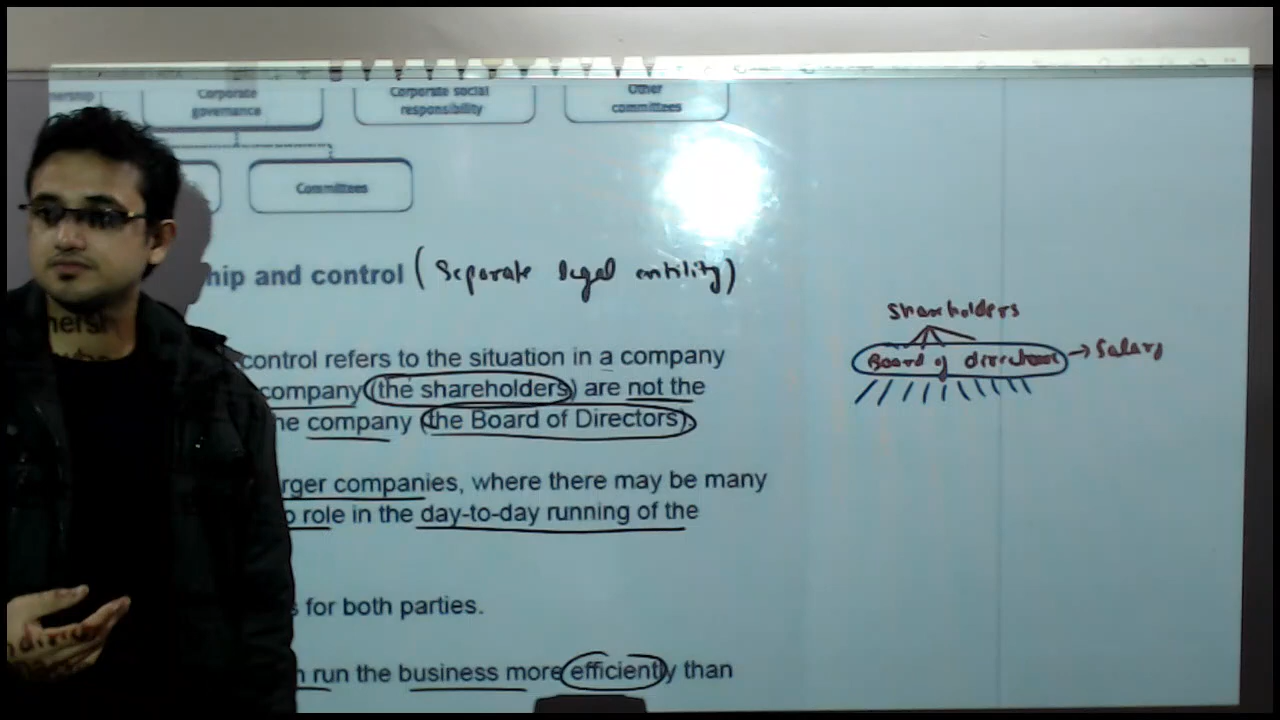 Corporate
governance
Corporate social
responsibility
Other
committees
Committees
hip and control (Separate legal entility)
control refers to the situation in a company
company (the shareholders) are not the
he company (the Board of Directors).
rger companies, where there may be many
o role in the day-to-day running of the
s for both parties.
n run the business more efficiently than
Shareholders
Board of directors → Salary